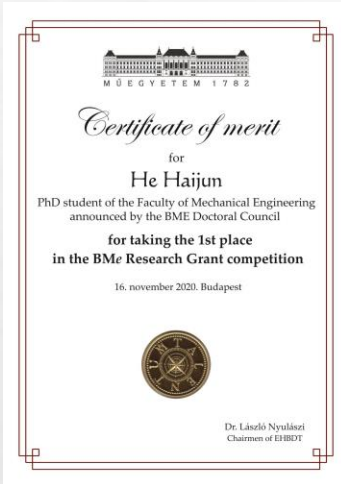 MŰEGYETEM 1782
Certificate of merit
for
He Haijun
PhD student of the Faculty of Mechanical Engineering
announced by the BME Doctoral Council
for taking the 1st place
in the BMe Research Grant competition
16. november 2020. Budapest
Dr. László Nyulászi
Chairmen of EHBDT